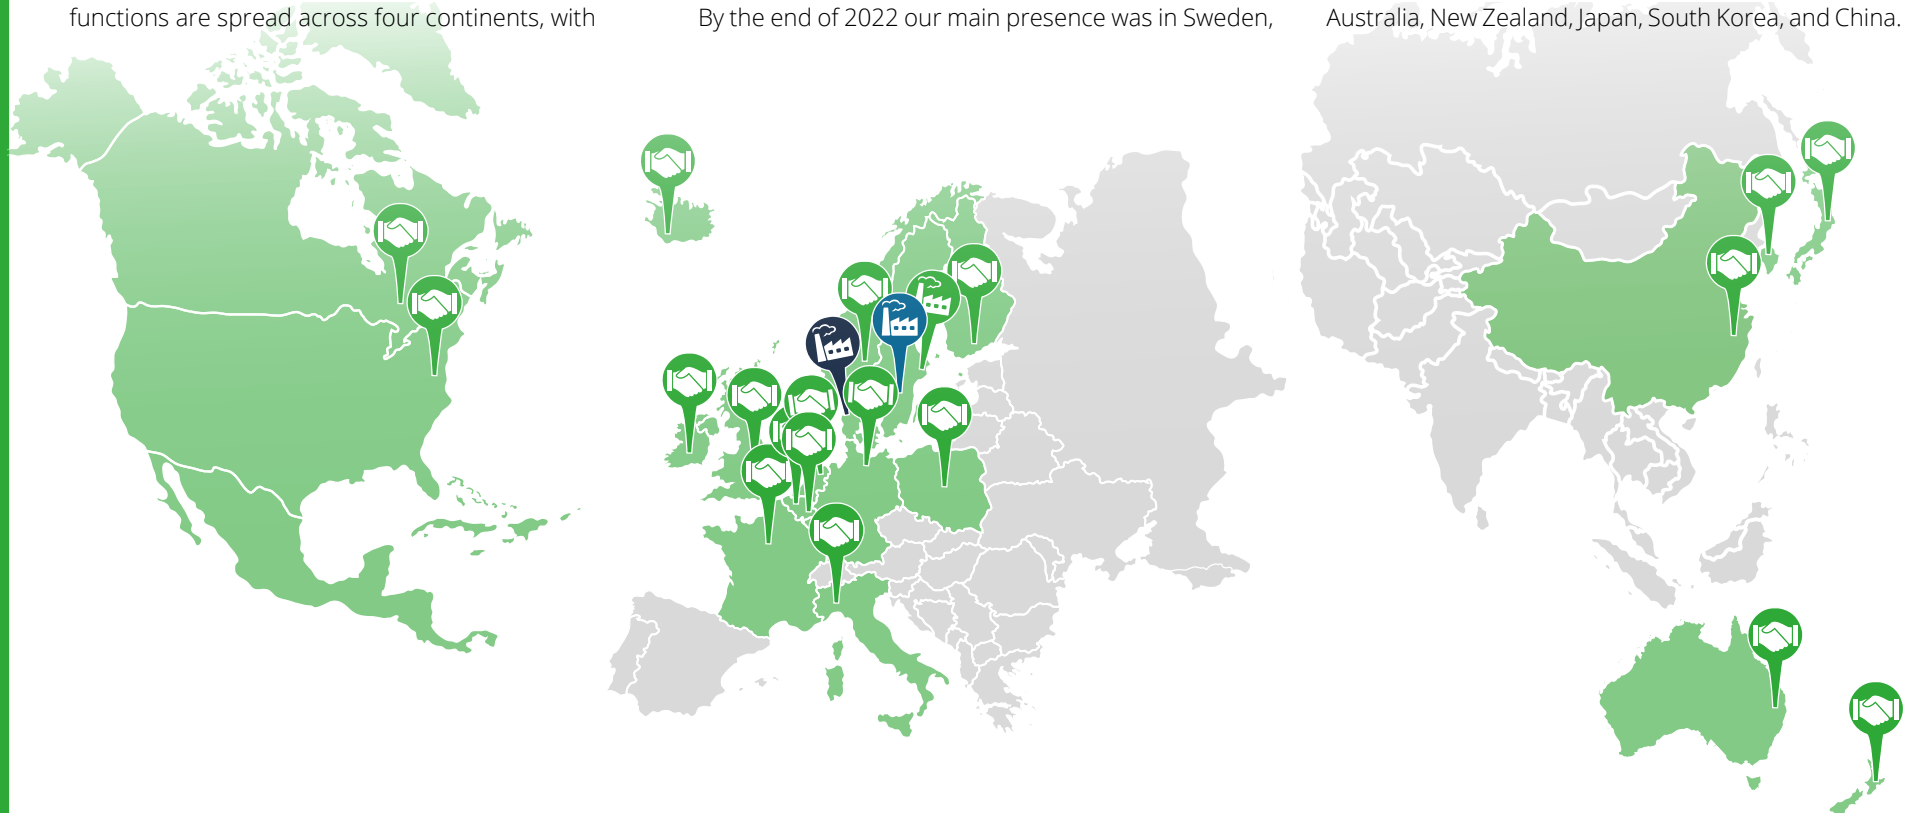 functions are spread across four continents, with
By the end of 2022 our main presence was in Sweden,
Australia, New Zealand, Japan, South Korea, and China.